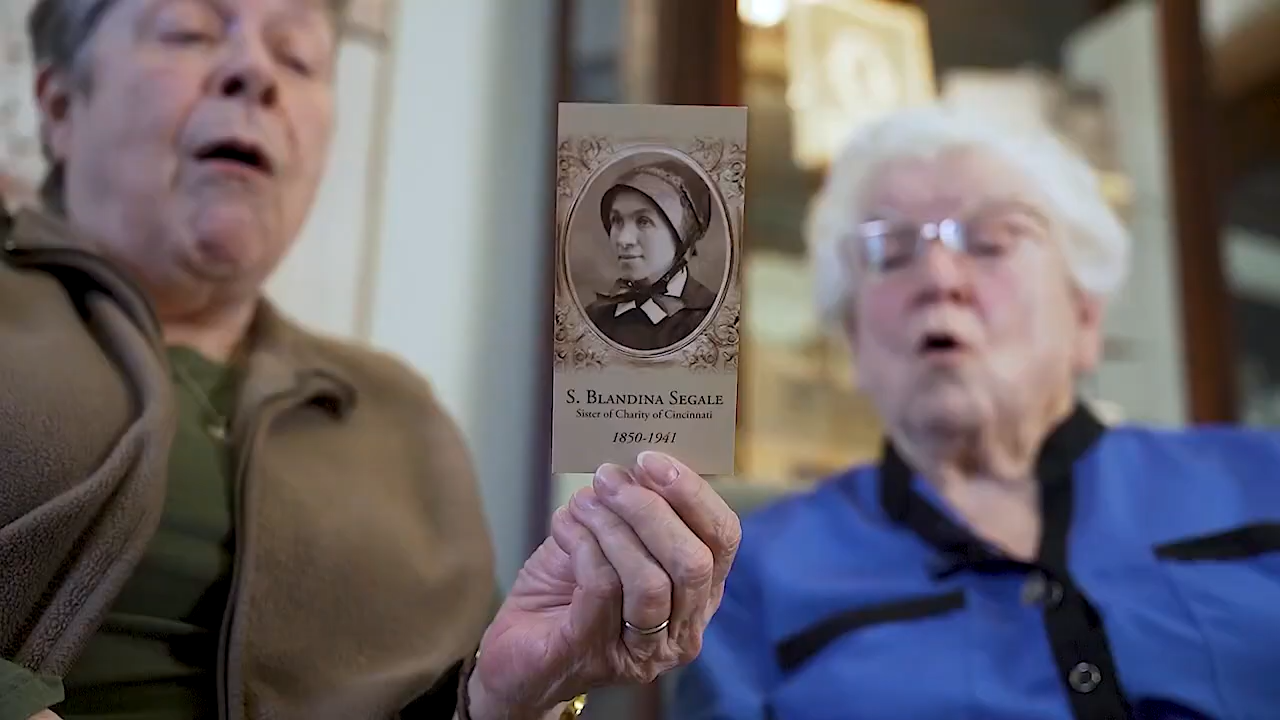 S. Blandina Segale
Sister of Charity of Cincinnati
1850-1941